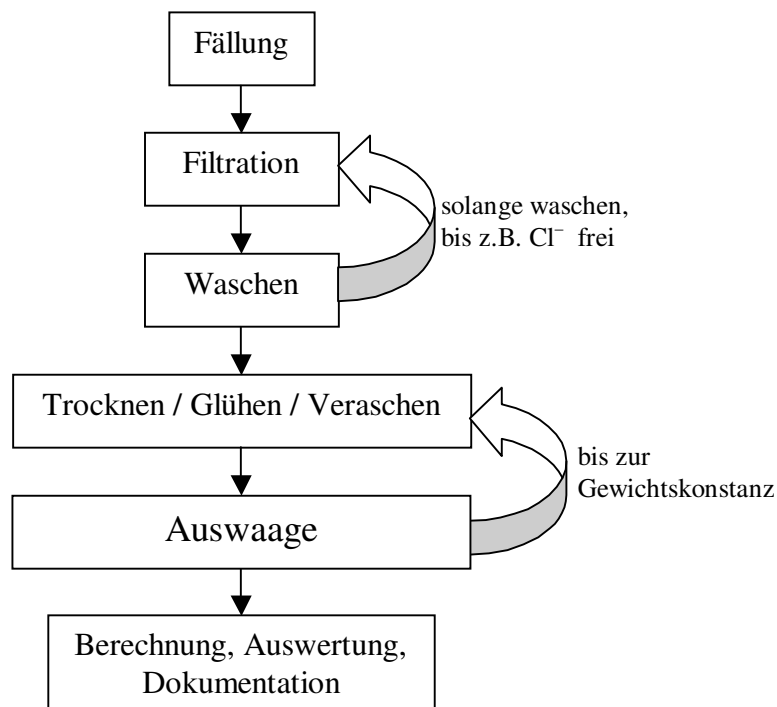 Fällung
Filtration
solange waschen,
bis z.B. Cl⁻ frei
Waschen
Trocknen / Glühen / Veraschen
bis zur
Gewichtskonstanz
Auswaage
Berechnung, Auswertung,
Dokumentation